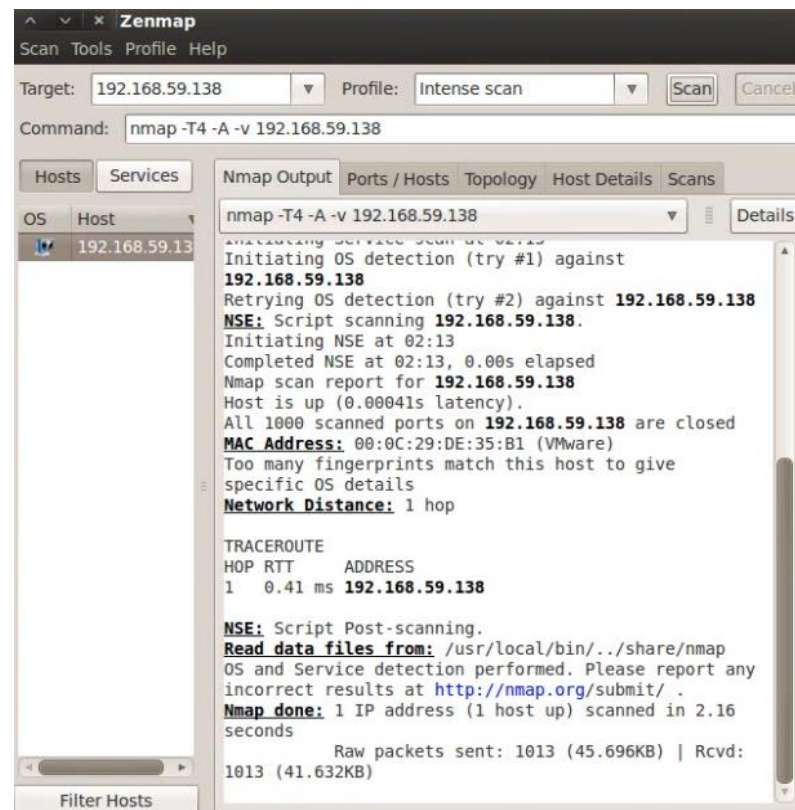 Zenmap
Scan Tools Profile Help
Target: 192.168.59.138 Profile: Intense scan Scan Cancel
Command: nmap -T4 -A -v 192.168.59.138
Hosts Services
Nmap Output Ports / Hosts Topology Host Details Scans
OS Host
nmap -T4 -A -v 192.168.59.138 Details
192.168.59.13
Initiating Service scan at 02:13
Initiating OS detection (try #1) against
192.168.59.138
Retrying OS detection (try #2) against 192.168.59.138
NSE: Script scanning 192.168.59.138.
Initiating NSE at 02:13
Completed NSE at 02:13, 0.00s elapsed
Nmap scan report for 192.168.59.138
Host is up (0.00041s latency).
All 1000 scanned ports on 192.168.59.138 are closed
MAC Address: 00:0C:29:DE:35:B1 (VMware)
Too many fingerprints match this host to give
specific OS details
Network Distance: 1 hop
TRACEROUTE
HOP RTT ADDRESS
1 0.41 ms 192.168.59.138
NSE: Script Post-scanning.
Read data files from: /usr/local/bin/../share/nmap
OS and Service detection performed. Please report any
incorrect results at http://nmap.org/submit/ .
Nmap done: 1 IP address (1 host up) scanned in 2.16
seconds
Raw packets sent: 1013 (45.696KB) | Rcvd:
1013 (41.632KB)
Filter Hosts